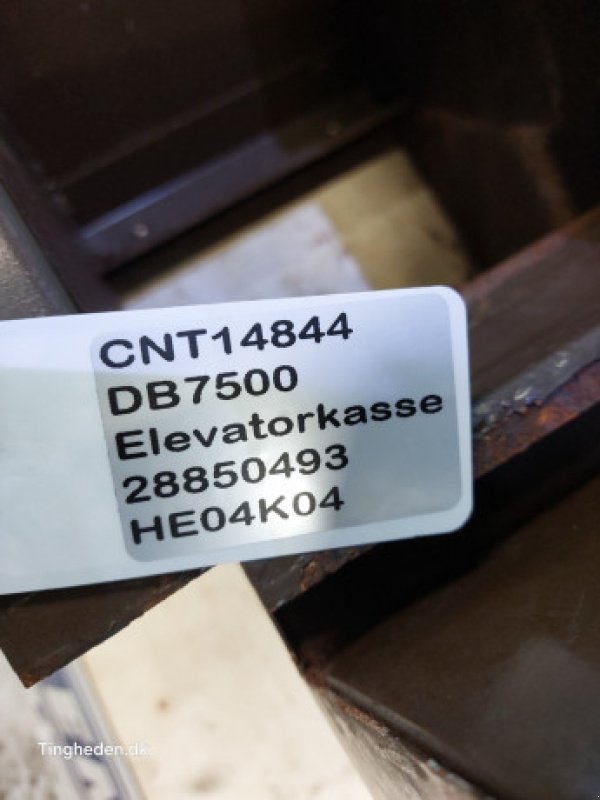 CNT14844
DB7500
Elevatorkasse
28850493
HE04K04
Tingheden.dk